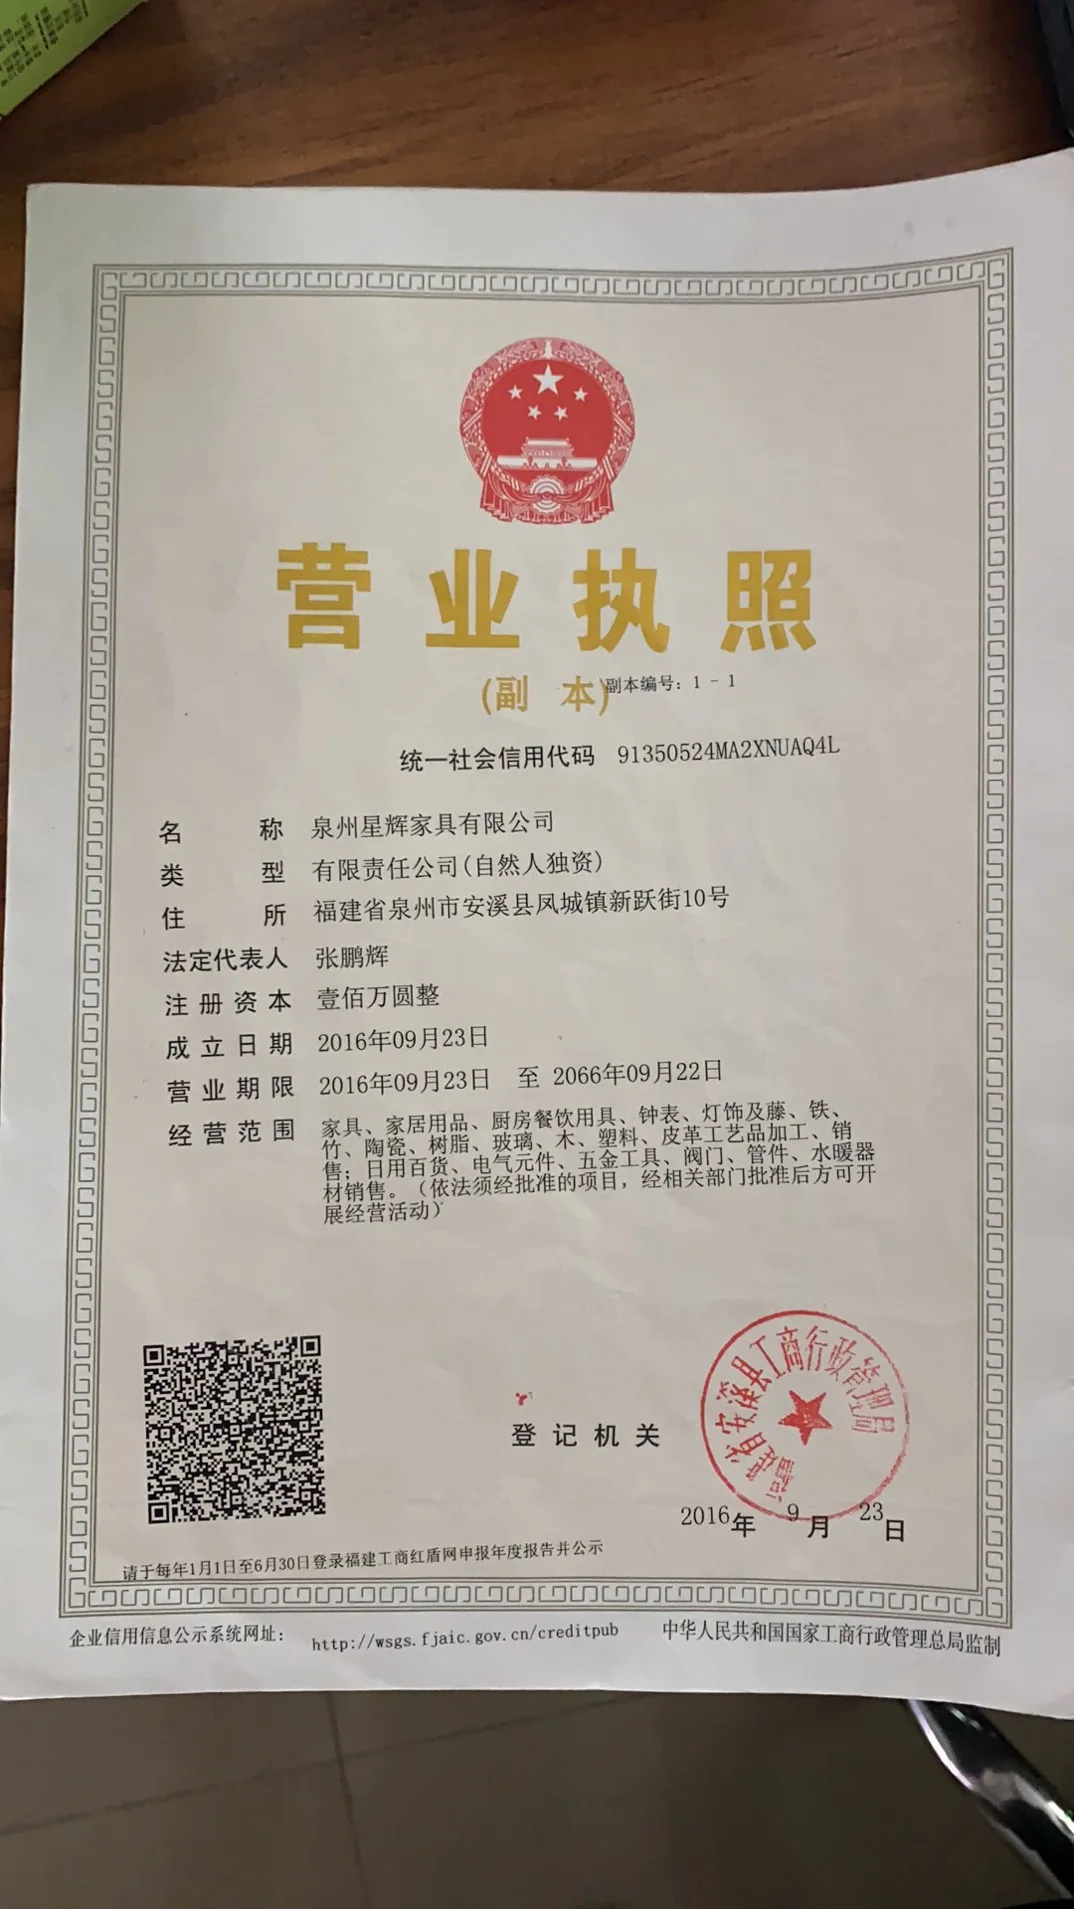 营业执照
(副 本)副本编号：1 - 1
统一社会信用代码 91350524MA2XNUAQ4L
名 称 泉州星辉家具有限公司
类 型 有限责任公司(自然人独资)
住 所 福建省泉州市安溪县凤城镇新跃街10号
法定代表人 张鹏辉
注册资本 壹佰万圆整
成立日期 2016年09月23日
营业期限 2016年09月23日 至 2066年09月22日
经营范围 家具、家居用品、厨房餐饮用具、钟表、灯饰及藤、铁、
竹、陶瓷、树脂、玻璃、木、塑料、皮革工艺品加工、销
售；日用百货、电气元件、五金工具、阀门、管件、水暖器
材销售。（依法须经批准的项目，经相关部门批准后方可开
展经营活动）
省安溪县工商行政管理局
登记机关
2016年 9月 23日
请于每年1月1日至6月30日登录福建工商红盾网申报年度报告并公示
企业信用信息公示系统网址： http://wsgs.fjaic.gov.cn/creditpub 中华人民共和国国家工商行政管理总局监制